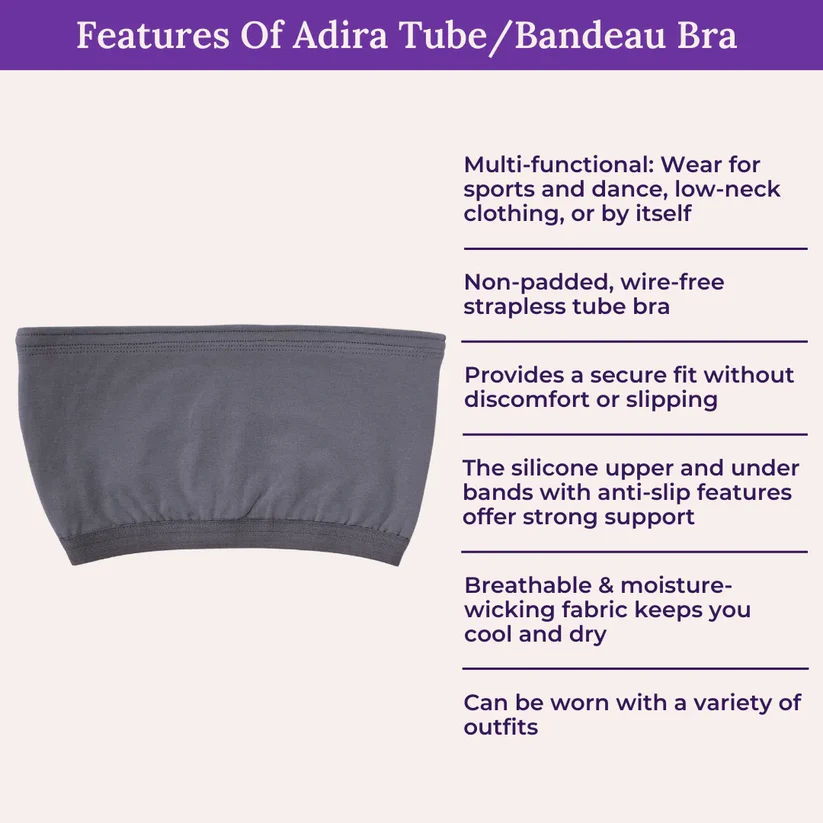 Features Of Adira Tube/Bandeau Bra
Multi-functional: Wear for
sports and dance, low-neck
clothing, or by itself
Non-padded, wire-free
strapless tube bra
Provides a secure fit without
discomfort or slipping
The silicone upper and under
bands with anti-slip features
offer strong support
Breathable & moisture-
wicking fabric keeps you
cool and dry
Can be worn with a variety of
outfits